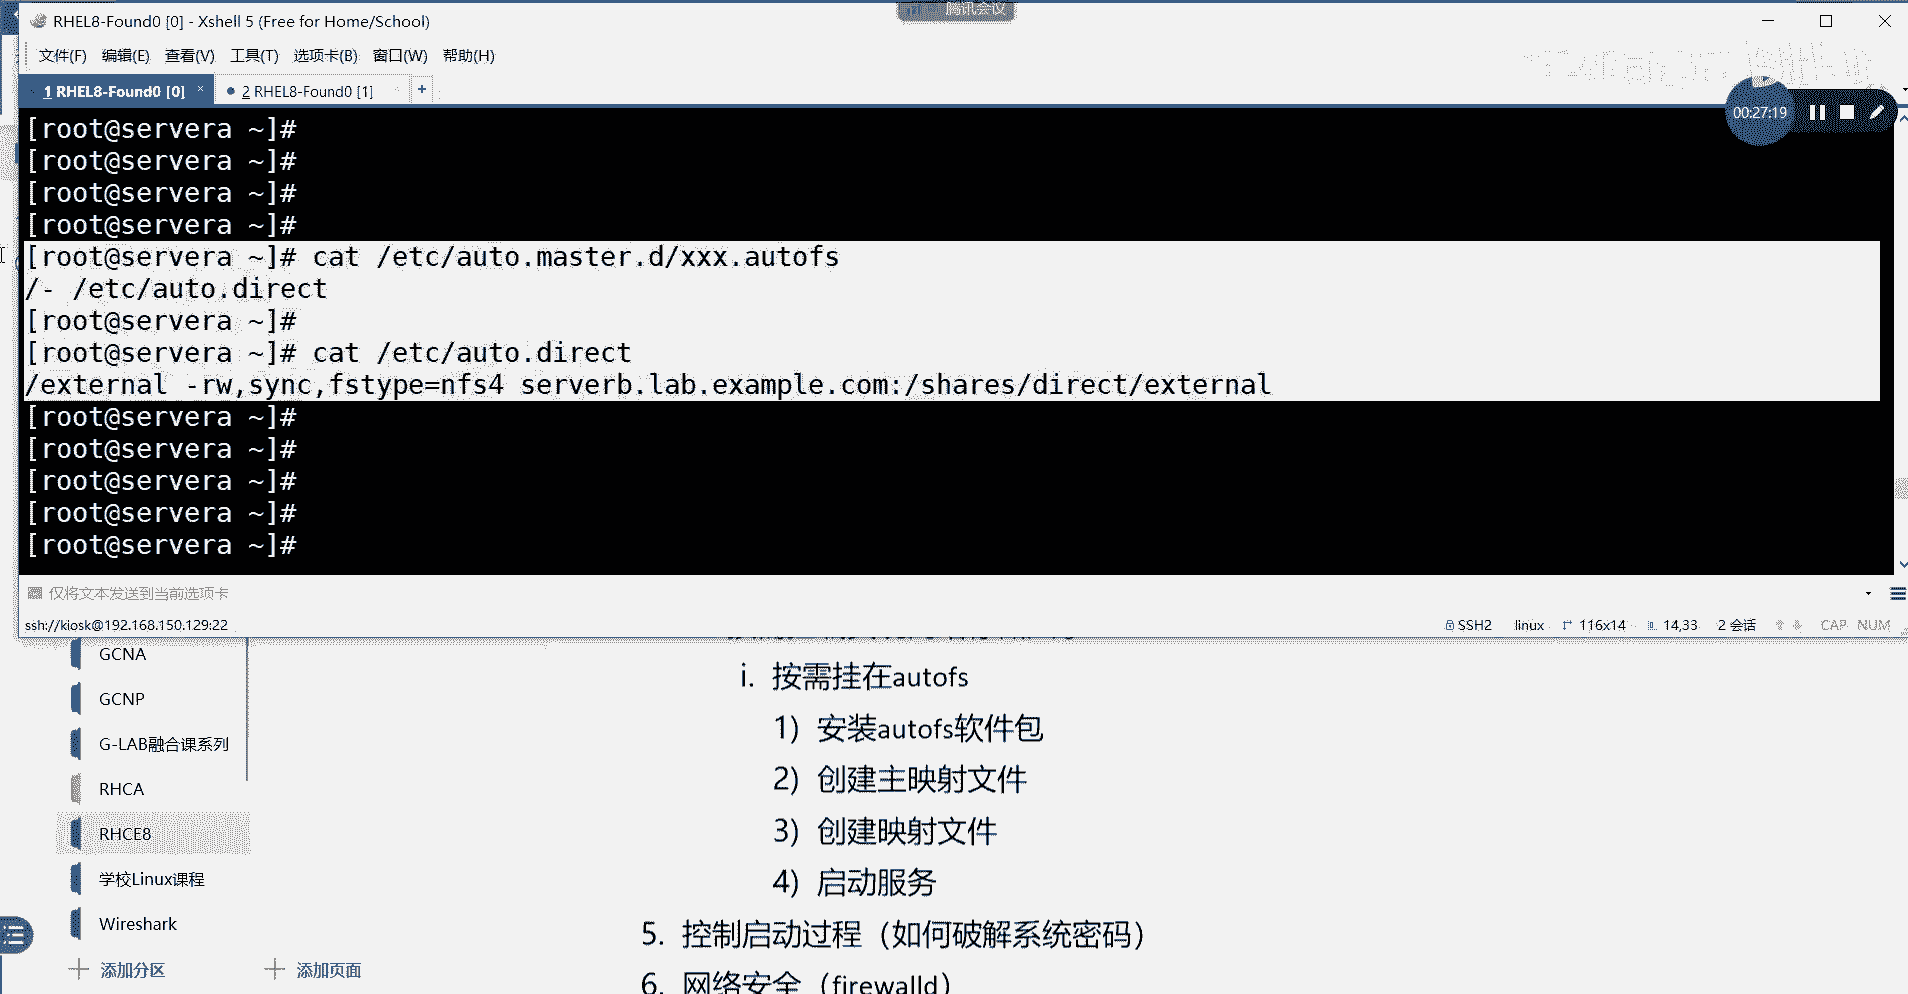 腾讯会议
RHEL8-Found0 [0] - Xshell 5 (Free for Home/School)
文件(F) 编辑(E) 查看(V) 工具(T) 选项卡(B) 窗口(W) 帮助(H)
1 RHEL8-Found0 [0] × 2 RHEL8-Found0 [1] +
00:27:19
[root@servera ~]#
[root@servera ~]#
[root@servera ~]#
[root@servera ~]#
[root@servera ~]# cat /etc/auto.master.d/xxx.autofs
/- /etc/auto.direct
[root@servera ~]#
[root@servera ~]# cat /etc/auto.direct
/external -rw,sync,fstype=nfs4 serverb.lab.example.com:/shares/direct/external
[root@servera ~]#
[root@servera ~]#
[root@servera ~]#
[root@servera ~]#
[root@servera ~]#
仅将文本发送到当前选项卡
ssh://kiosk@192.168.150.129:22 SSH2 linux 116x14 14,33 2 会话 CAP NUM
GCNA
GCNP
G-LAB融合课系列
RHCA
RHCE8
学校Linux课程
Wireshark
添加分区 添加页面
i. 按需挂在autofs
1) 安装autofs软件包
2) 创建主映射文件
3) 创建映射文件
4) 启动服务
5. 控制启动过程（如何破解系统密码）
6. 网络安全（firewalld）